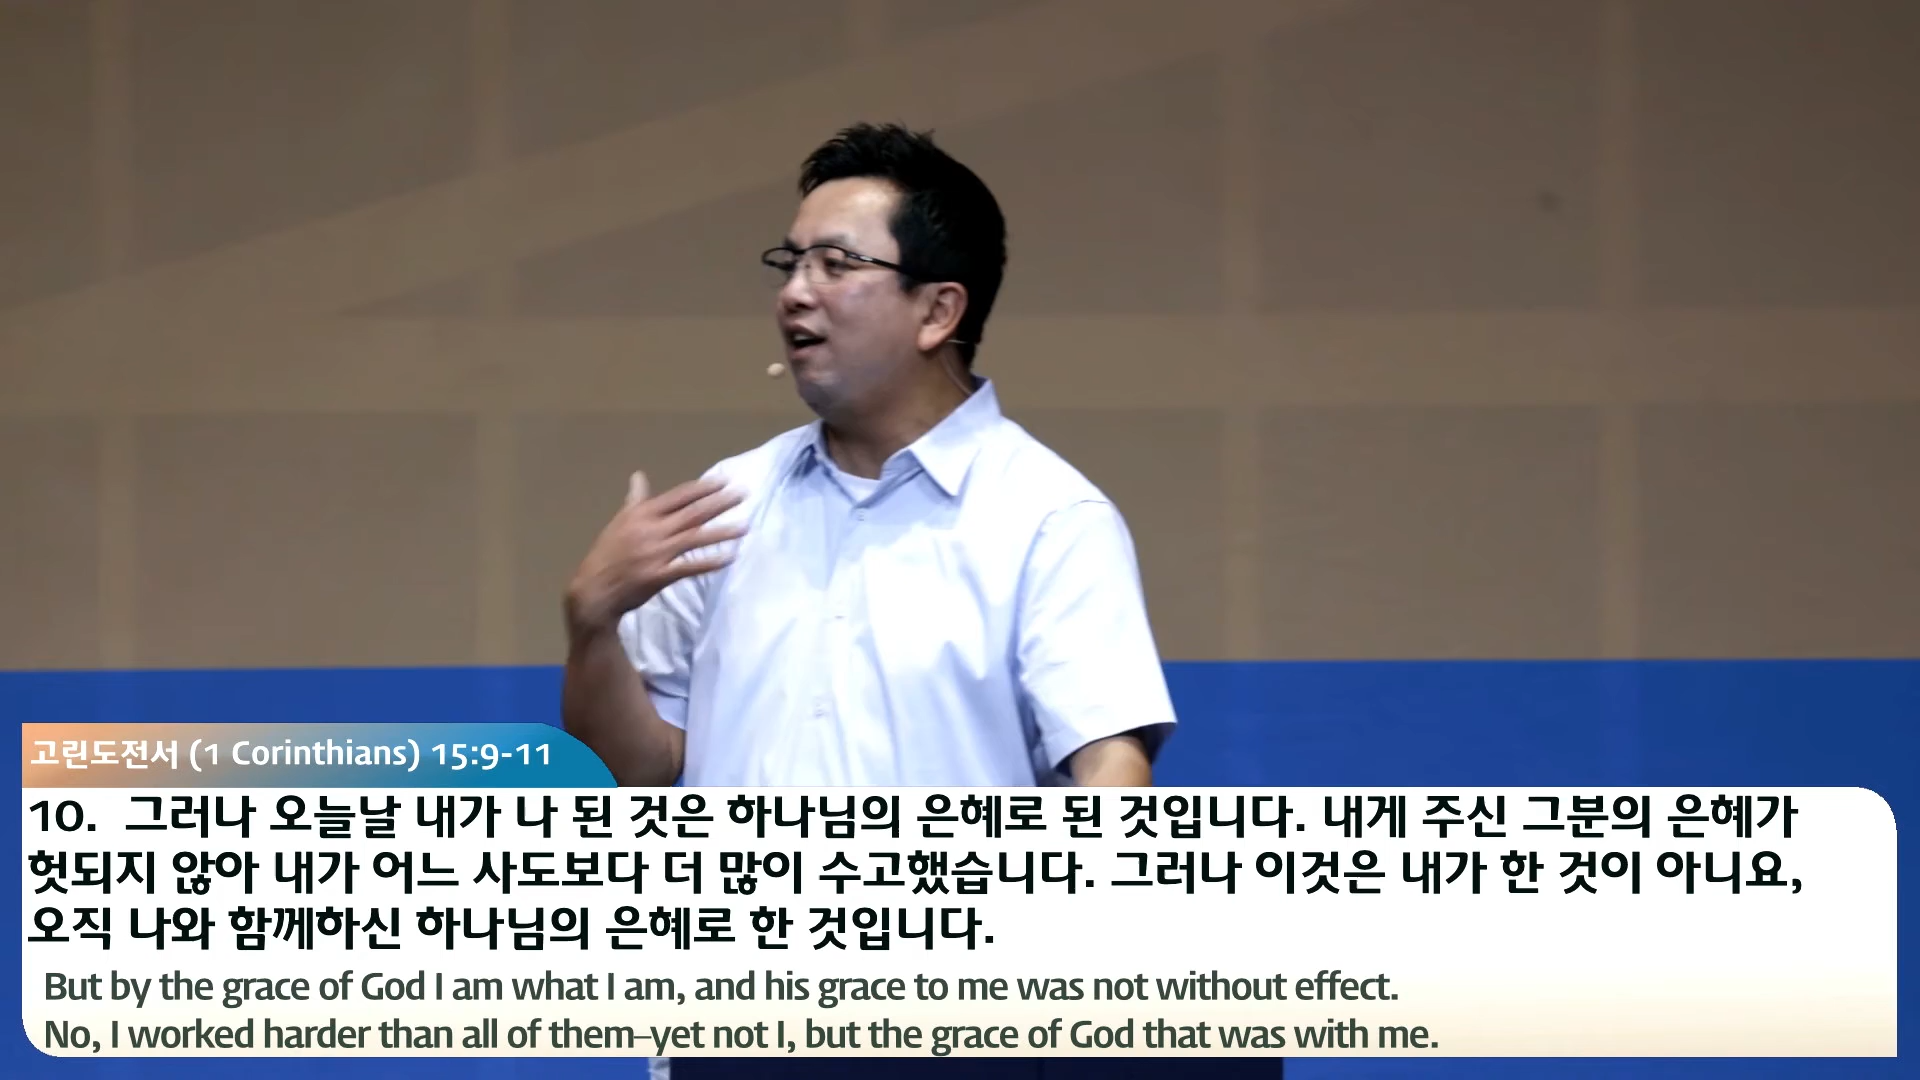 고린도전서 (1 Corinthians) 15:9-11
10. 그러나 오늘날 내가 나 된 것은 하나님의 은혜로 된 것입니다. 내게 주신 그분의 은혜가
헛되지 않아 내가 어느 사도보다 더 많이 수고했습니다. 그러나 이것은 내가 한 것이 아니요,
오직 나와 함께하신 하나님의 은혜로 한 것입니다.
But by the grace of God I am what I am, and his grace to me was not without effect.
No, I worked harder than all of them–yet not I, but the grace of God that was with me.